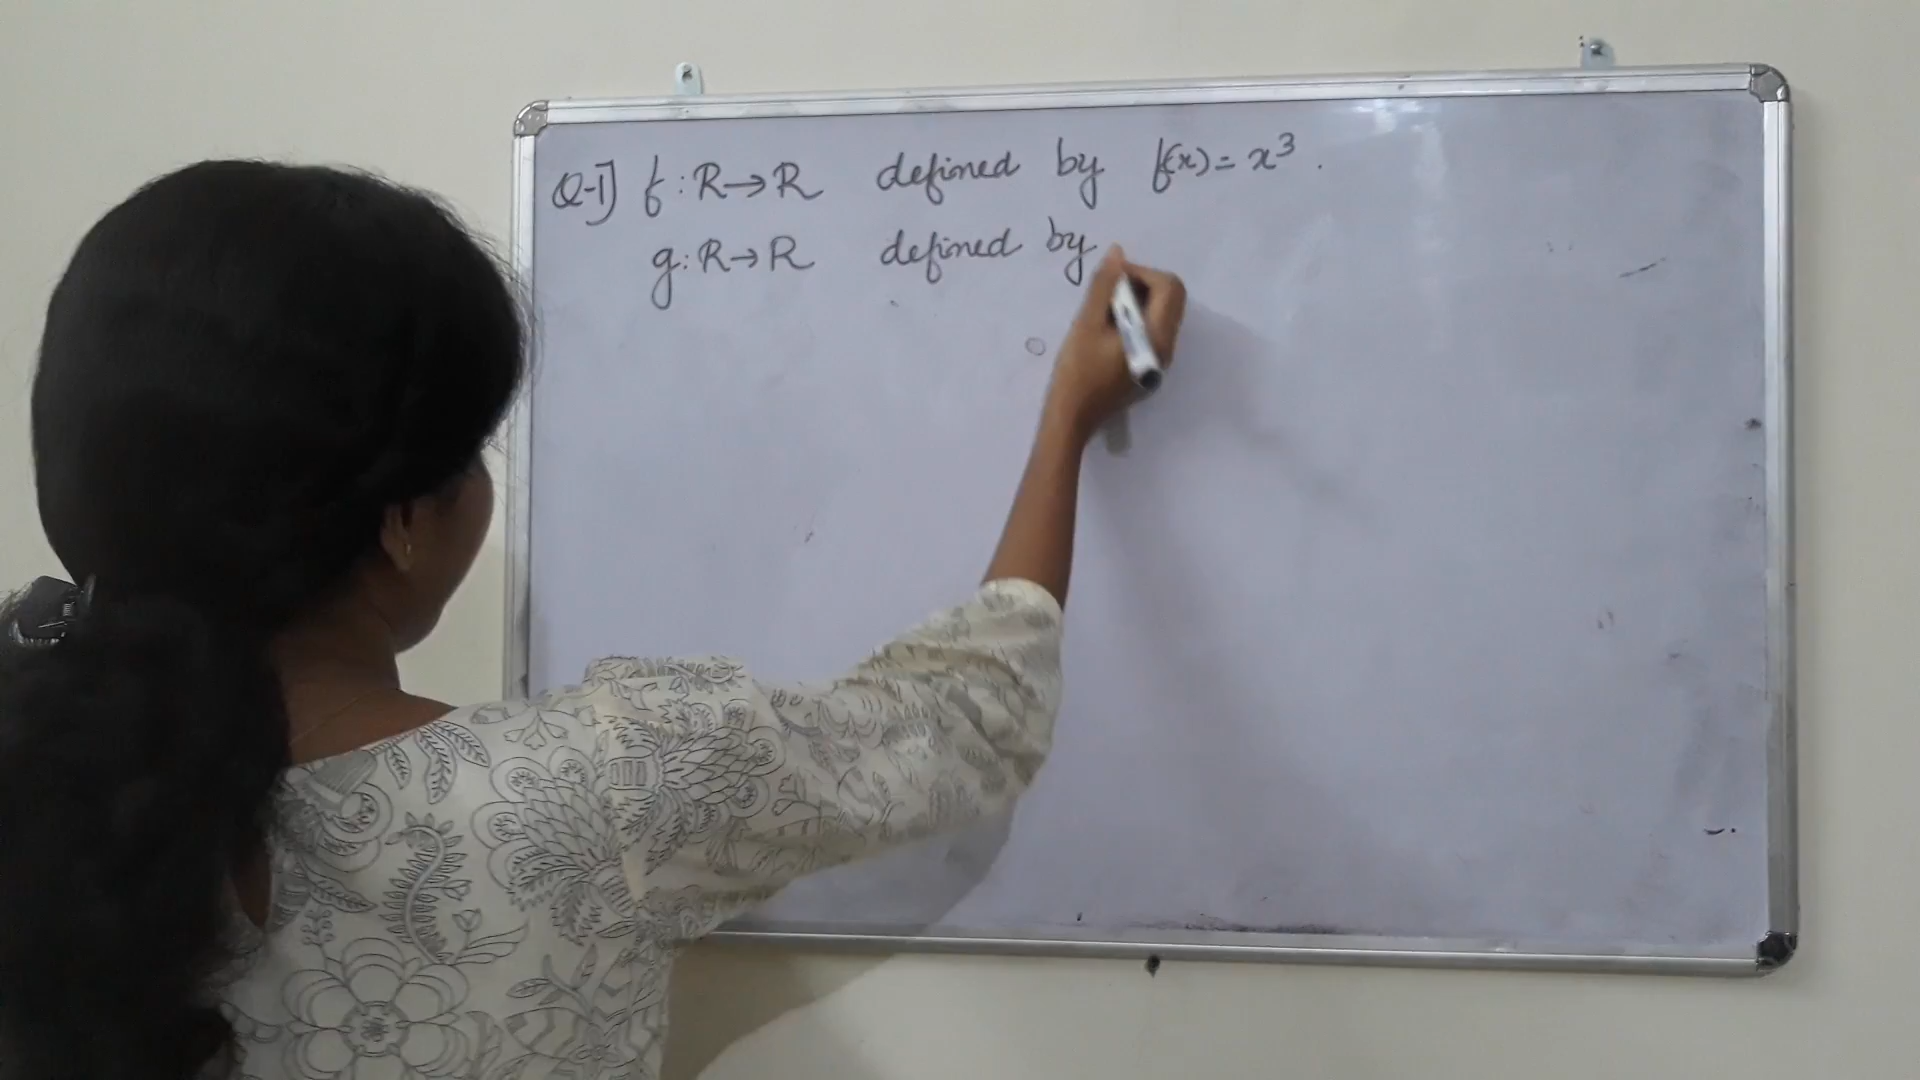 Q-1] f : R→R defined by f(x) = x³ .
g : R→R defined by